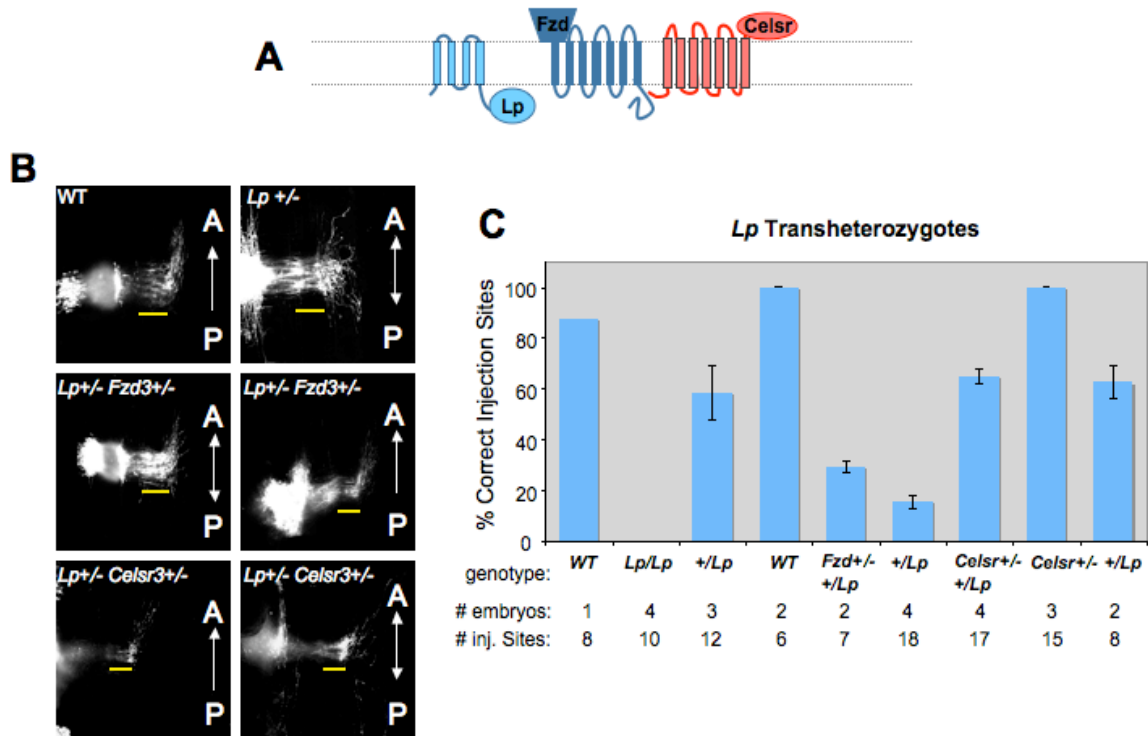 A
Fzd
Celsr
Lp
B
WT
A
P
Lp +/-
A
P
Lp+/- Fzd3+/-
A
P
Lp+/- Fzd3+/-
A
P
Lp+/- Celsr3+/-
A
P
Lp+/- Celsr3+/-
A
P
C
Lp Transheterozygotes
% Correct Injection Sites
100
80
60
40
20
0
genotype: WT Lp/Lp +/Lp WT Fzd+/- +/Lp +/Lp Celsr+/- +/Lp Celsr+/- +/Lp
# embryos: 1 4 3 2 2 4 4 3 2
# inj. Sites 8 10 12 6 7 18 17 15 8